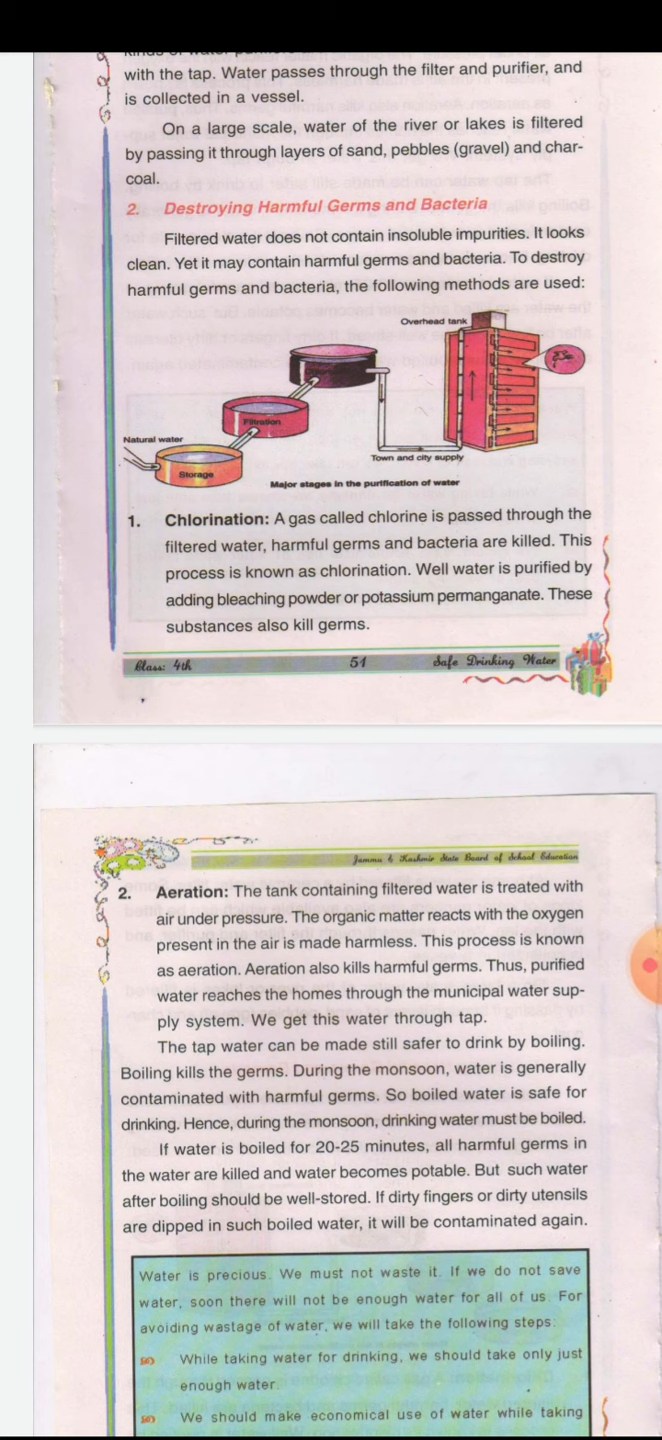 with the tap. Water passes through the filter and purifier, and
is collected in a vessel.
On a large scale, water of the river or lakes is filtered
by passing it through layers of sand, pebbles (gravel) and char-
coal.
2. Destroying Harmful Germs and Bacteria
Filtered water does not contain insoluble impurities. It looks
clean. Yet it may contain harmful germs and bacteria. To destroy
harmful germs and bacteria, the following methods are used:
Overhead tank
Filtration
Natural water
Storage
Town and city supply
Major stages in the purification of water
1. Chlorination: A gas called chlorine is passed through the
filtered water, harmful germs and bacteria are killed. This
process is known as chlorination. Well water is purified by
adding bleaching powder or potassium permanganate. These
substances also kill germs.
Class: 4th 51 Safe Drinking Water
Jammu & Kashmir State Board of School Education
2. Aeration: The tank containing filtered water is treated with
air under pressure. The organic matter reacts with the oxygen
present in the air is made harmless. This process is known
as aeration. Aeration also kills harmful germs. Thus, purified
water reaches the homes through the municipal water sup-
ply system. We get this water through tap.
The tap water can be made still safer to drink by boiling.
Boiling kills the germs. During the monsoon, water is generally
contaminated with harmful germs. So boiled water is safe for
drinking. Hence, during the monsoon, drinking water must be boiled.
If water is boiled for 20-25 minutes, all harmful germs in
the water are killed and water becomes potable. But such water
after boiling should be well-stored. If dirty fingers or dirty utensils
are dipped in such boiled water, it will be contaminated again.
Water is precious. We must not waste it. If we do not save
water, soon there will not be enough water for all of us. For
avoiding wastage of water, we will take the following steps:
While taking water for drinking, we should take only just
enough water.
We should make economical use of water while taking